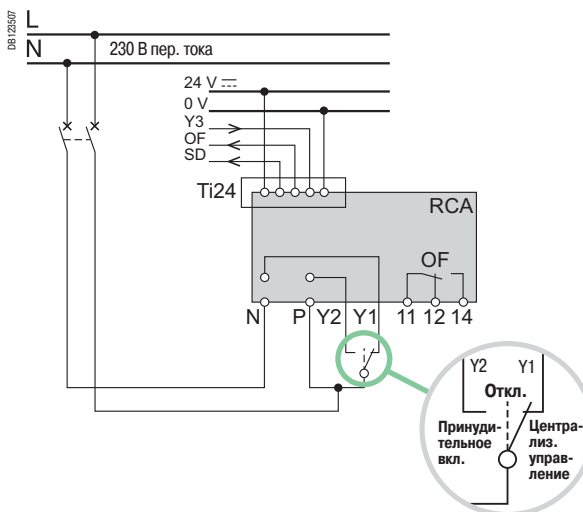 DB123507
L
N
230 В пер. тока
24 V ⎓
0 V
Y3
OF
SD
Ti24
RCA
OF
N P Y2 Y1 11 12 14
Y2 Y1
Откл.
Принуди-
тельное
вкл.
Центра-
лиз.
управ-
ление